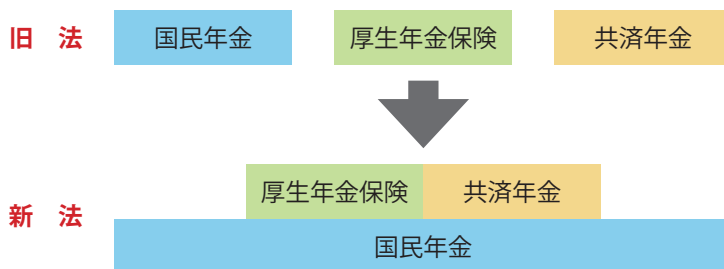 旧 法
国民年金
厚生年金保険
共済年金
厚生年金保険
共済年金
新 法
国民年金